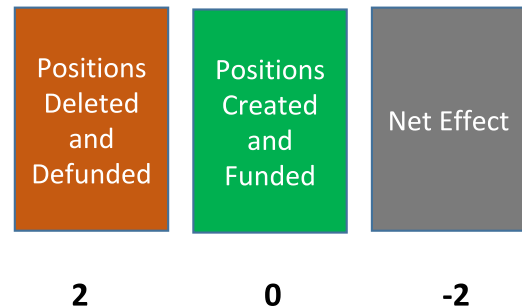 Positions
Deleted
and
Defunded
Positions
Created
and
Funded
Net Effect
2
0
-2